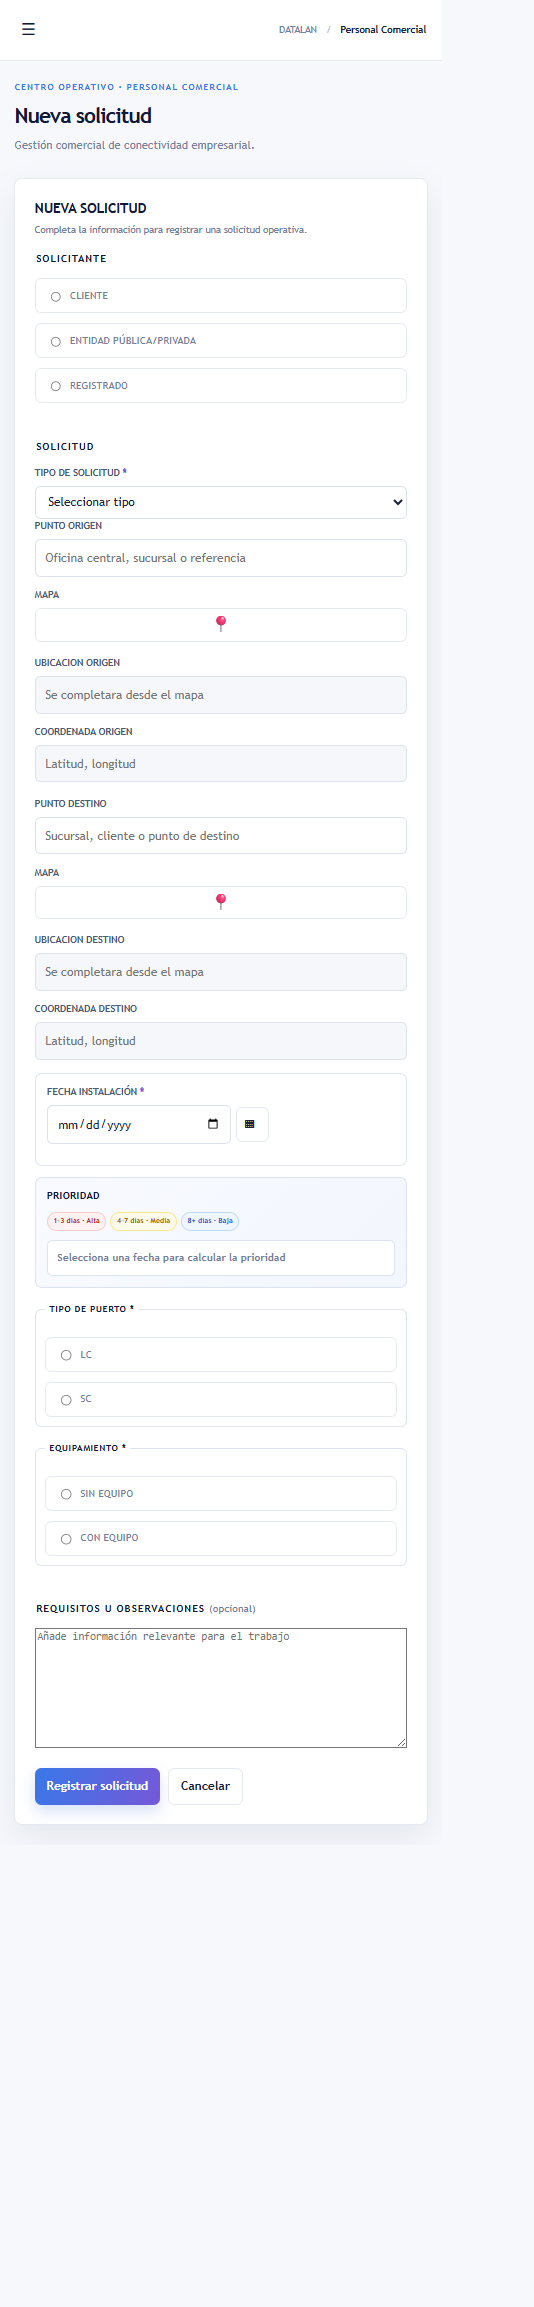 ☰
DATALAN / Personal Comercial
CENTRO OPERATIVO · PERSONAL COMERCIAL
Nueva solicitud
Gestión comercial de conectividad empresarial.
NUEVA SOLICITUD
Completa la información para registrar una solicitud operativa.
SOLICITANTE
CLIENTE
ENTIDAD PÚBLICA/PRIVADA
REGISTRADO
SOLICITUD
TIPO DE SOLICITUD *
Seleccionar tipo
PUNTO ORIGEN
Oficina central, sucursal o referencia
MAPA
UBICACION ORIGEN
Se completara desde el mapa
COORDENADA ORIGEN
Latitud, longitud
PUNTO DESTINO
Sucursal, cliente o punto de destino
MAPA
UBICACION DESTINO
Se completara desde el mapa
COORDENADA DESTINO
Latitud, longitud
FECHA INSTALACIÓN *
mm/dd/yyyy
PRIORIDAD
1-3 dias · Alta 4-7 dias · Media 8+ dias · Baja
Selecciona una fecha para calcular la prioridad
TIPO DE PUERTO *
LC
SC
EQUIPAMIENTO *
SIN EQUIPO
CON EQUIPO
REQUISITOS U OBSERVACIONES (opcional)
Añade información relevante para el trabajo
Registrar solicitud Cancelar